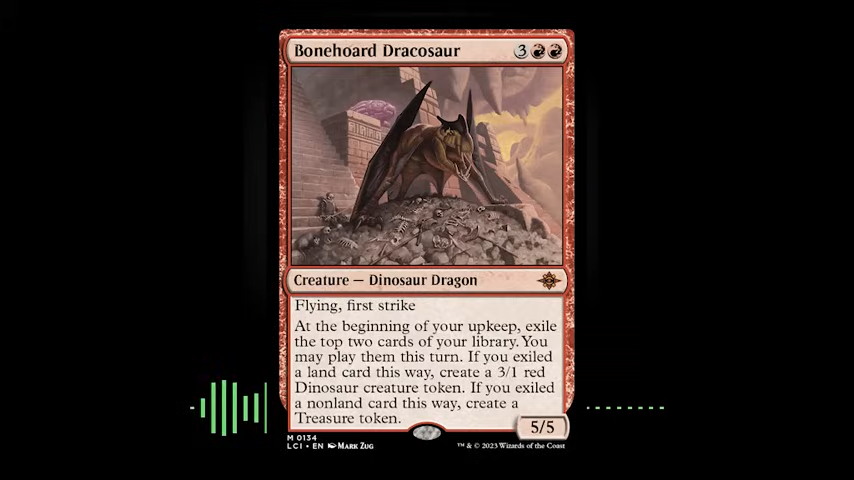 Bonehoard Dracosaur 3
Creature — Dinosaur Dragon
Flying, first strike
At the beginning of your upkeep, exile
the top two cards of your library. You
may play them this turn. If you exiled
a land card this way, create a 3/1 red
Dinosaur creature token. If you exiled
a nonland card this way, create a
Treasure token.
5/5
M 0134
LCI • EN MARK ZUG
™ & © 2023 Wizards of the Coast